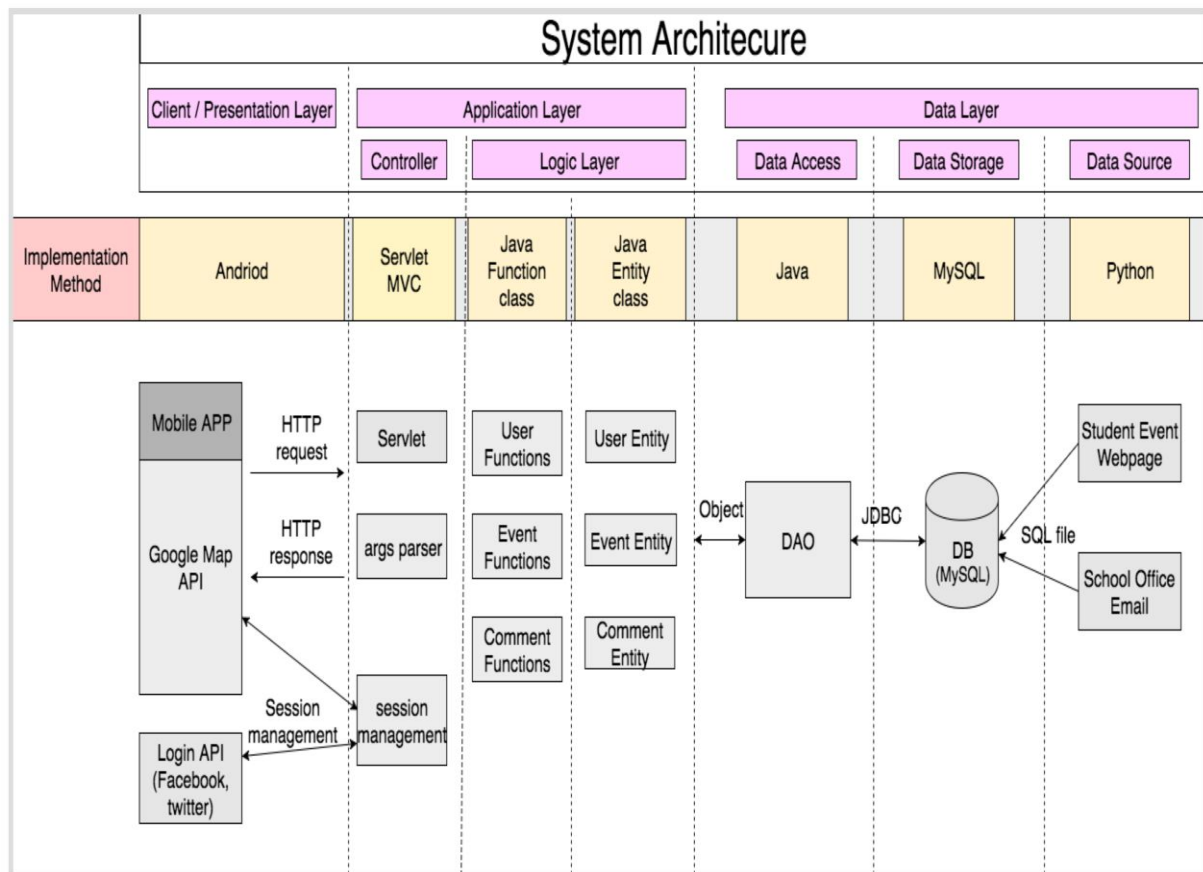 System Architecure
Client / Presentation Layer
Application Layer
Data Layer
Controller
Logic Layer
Data Access
Data Storage
Data Source
Implementation
Method
Andriod
Servlet
MVC
Java
Function
class
Java
Entity
class
Java
MySQL
Python
Mobile APP
Google Map
API
HTTP
request
HTTP
response
Servlet
args parser
session
management
Session
management
Login API
(Facebook,
twitter)
User
Functions
Event
Functions
Comment
Functions
User Entity
Event Entity
Comment
Entity
Object
DAO
JDBC
DB
(MySQL)
SQL file
Student Event
Webpage
School Office
Email